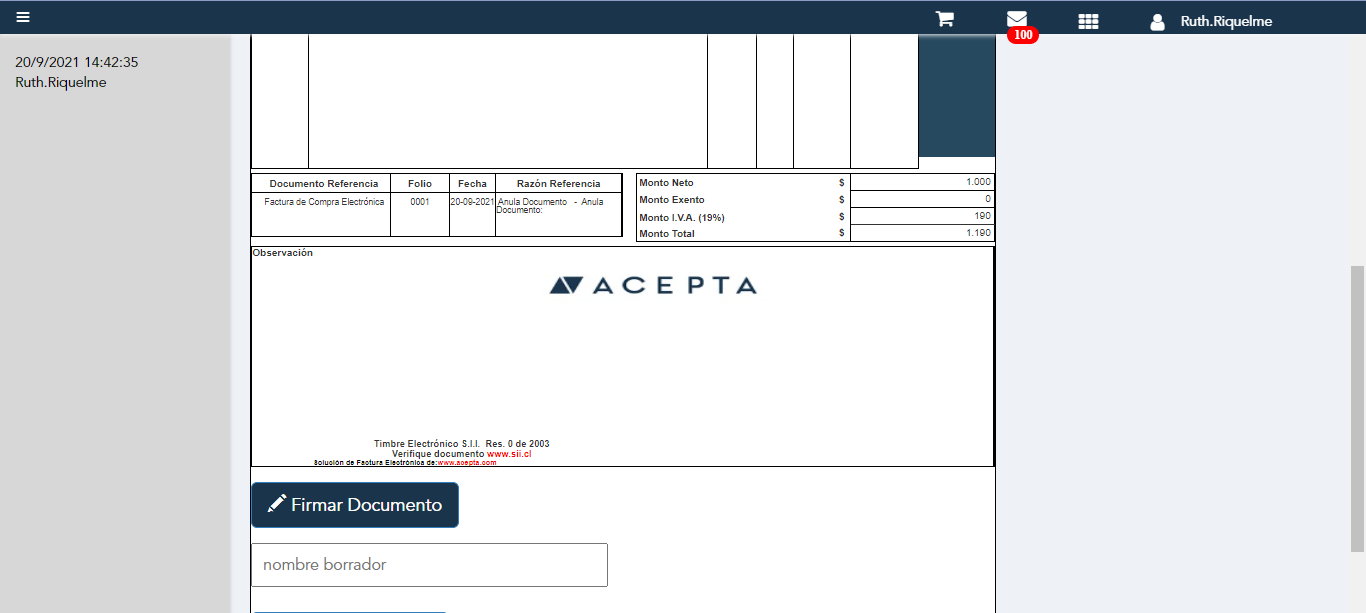 Ruth.Riquelme
100
20/9/2021 14:42:35
Ruth.Riquelme
Documento Referencia Folio Fecha Razón Referencia
Factura de Compra Electrónica 0001 20-09-2021 Anula Documento - Anula
Documento:
Monto Neto $ 1.000
Monto Exento $ 0
Monto I.V.A. (19%) $ 190
Monto Total $ 1.190
Observación
ACEPTA
Timbre Electrónico S.I.I. Res. 0 de 2003
Verifique documento www.sii.cl
Solución de Factura Electrónica de:www.acepta.com
Firmar Documento
nombre borrador